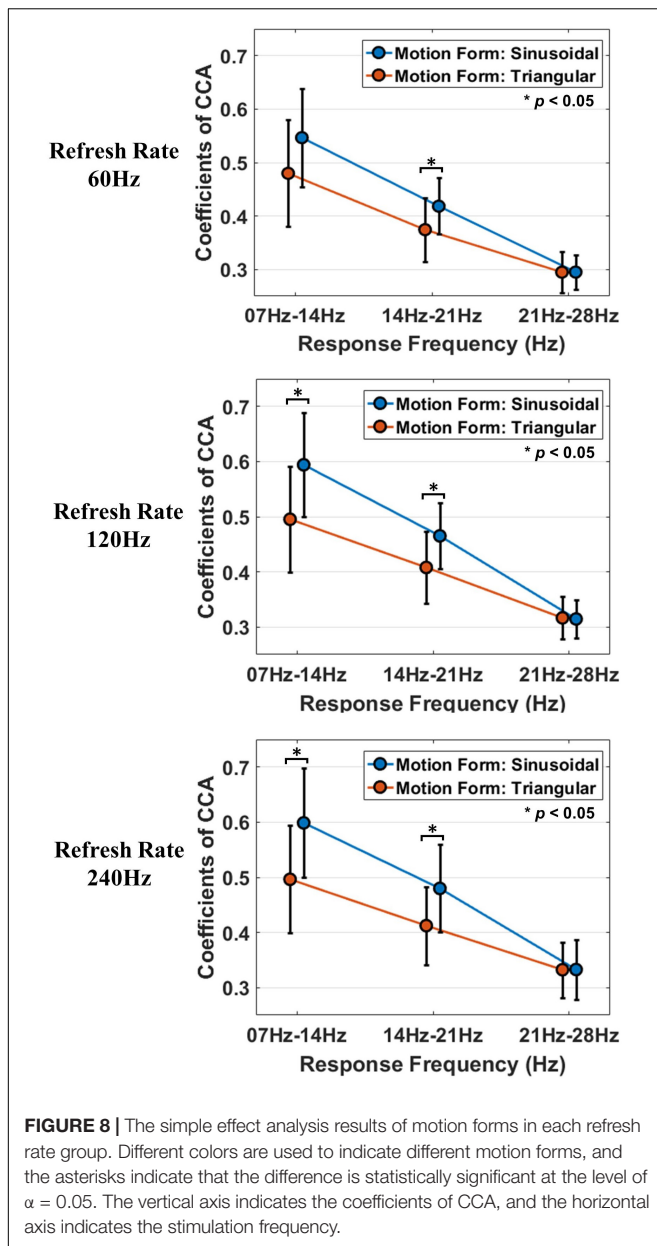 0.7
0.6
0.5
0.4
0.3
Coefficients of CCA
Motion Form: Sinusoidal
Motion Form: Triangular
* p < 0.05
*
Refresh Rate
60Hz
07Hz-14Hz 14Hz-21Hz 21Hz-28Hz
Response Frequency (Hz)
0.7
0.6
0.5
0.4
0.3
Coefficients of CCA
Motion Form: Sinusoidal
Motion Form: Triangular
* p < 0.05
*
*
Refresh Rate
120Hz
07Hz-14Hz 14Hz-21Hz 21Hz-28Hz
Response Frequency (Hz)
0.7
0.6
0.5
0.4
0.3
Coefficients of CCA
Motion Form: Sinusoidal
Motion Form: Triangular
* p < 0.05
*
*
Refresh Rate
240Hz
07Hz-14Hz 14Hz-21Hz 21Hz-28Hz
Response Frequency (Hz)
FIGURE 8 | The simple effect analysis results of motion forms in each refresh
rate group. Different colors are used to indicate different motion forms, and
the asterisks indicate that the difference is statistically significant at the level of
α = 0.05. The vertical axis indicates the coefficients of CCA, and the horizontal
axis indicates the stimulation frequency.